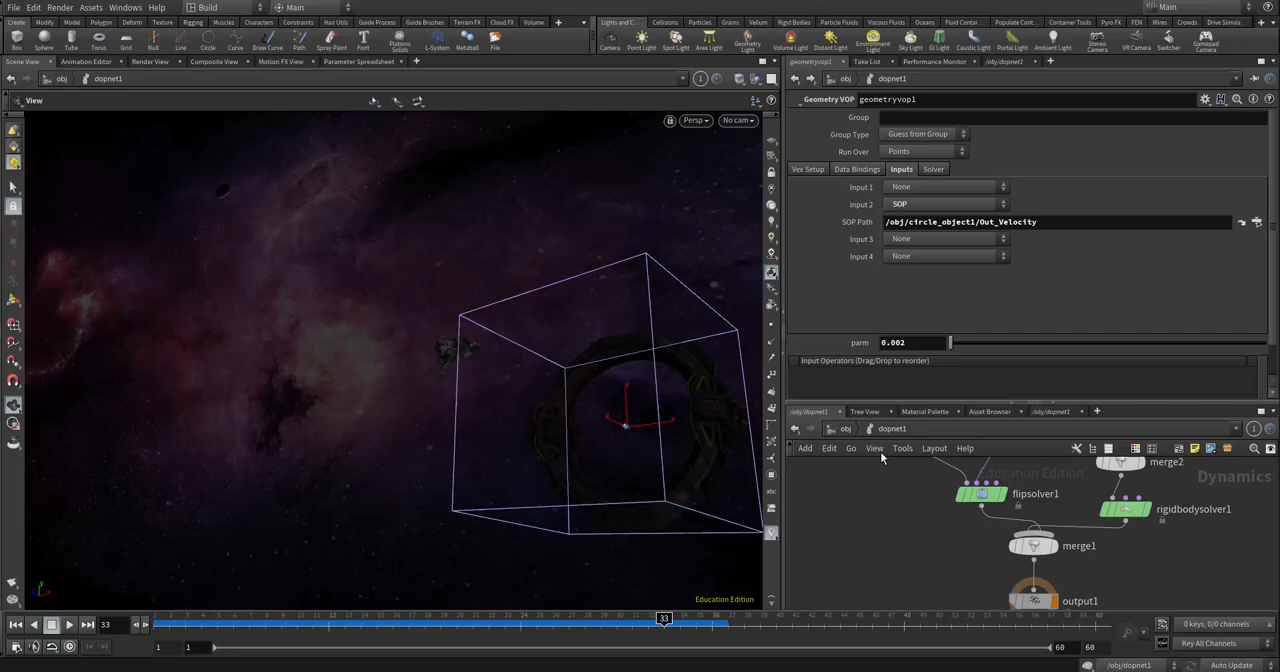 File Edit Render Assets Windows Help Build Main Main
Create Modify Model Polygon Deform Texture Rigging Muscles Characters Constraints Hair Utils Guide Process Guide Brushes Terrain FX Cloud FX Volume
Lights and C... Collisions Particles Grains Vellum Rigid Bodies Particle Fluids Viscous Fluids Oceans Fluid Contai... Populate Cont... Container Tools Pyro FX FEM Wires Crowds Drive Simula...
Box Sphere Tube Torus Grid Null Line Circle Curve Draw Curve Path Spray Paint Font Platonic Solids L-System Metaball File
Camera Point Light Spot Light Area Light Geometry Light Volume Light Distant Light Environment Light Sky Light GI Light Caustic Light Portal Light Ambient Light Stereo Camera VR Camera Switcher Gamepad Camera
Scene View Animation Editor Render View Composite View Motion FX View Parameter Spreadsheet
geometryvop1 Take List Performance Monitor /obj/dopnet1
obj dopnet1
obj dopnet1
View
Persp No cam
Geometry VOP geometryvop1
Group
Group Type Guess from Group
Run Over Points
Vex Setup Data Bindings Inputs Solver
Input 1 None
Input 2 SOP
SOP Path /obj/circle_object1/Out_Velocity
Input 3 None
Input 4 None
parm 0.002
Input Operators (Drag/Drop to reorder)
/obj/dopnet1 Tree View Material Palette Asset Browser /obj/dopnet1
obj dopnet1
Add Edit Go View Tools Layout Help
Education Edition
Dynamics
merge2
flipsolver1
rigidbodysolver1
merge1
output1
abc
Education Edition
33
33
1 1 60 60
0 keys, 0/0 channels
Key All Channels
/obj/dopnet1 Auto Update